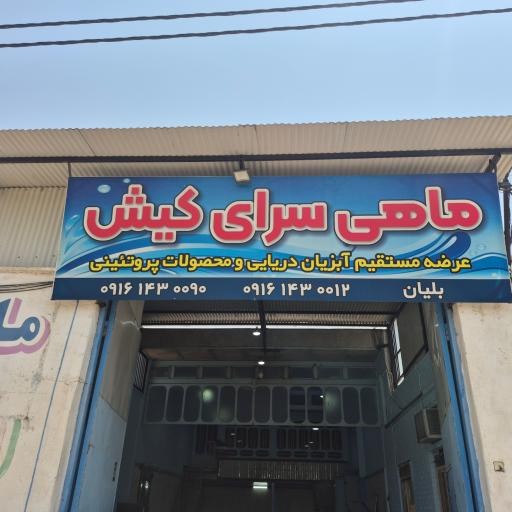 ماهی سرای کیش
عرضه مستقیم آبزیان دریایی و محصولات پروتئینی
بلیان ۰۹۱۶ ۱۴۳ ۰۰۱۲ ۰۹۱۶ ۱۴۳ ۰۰۹۰